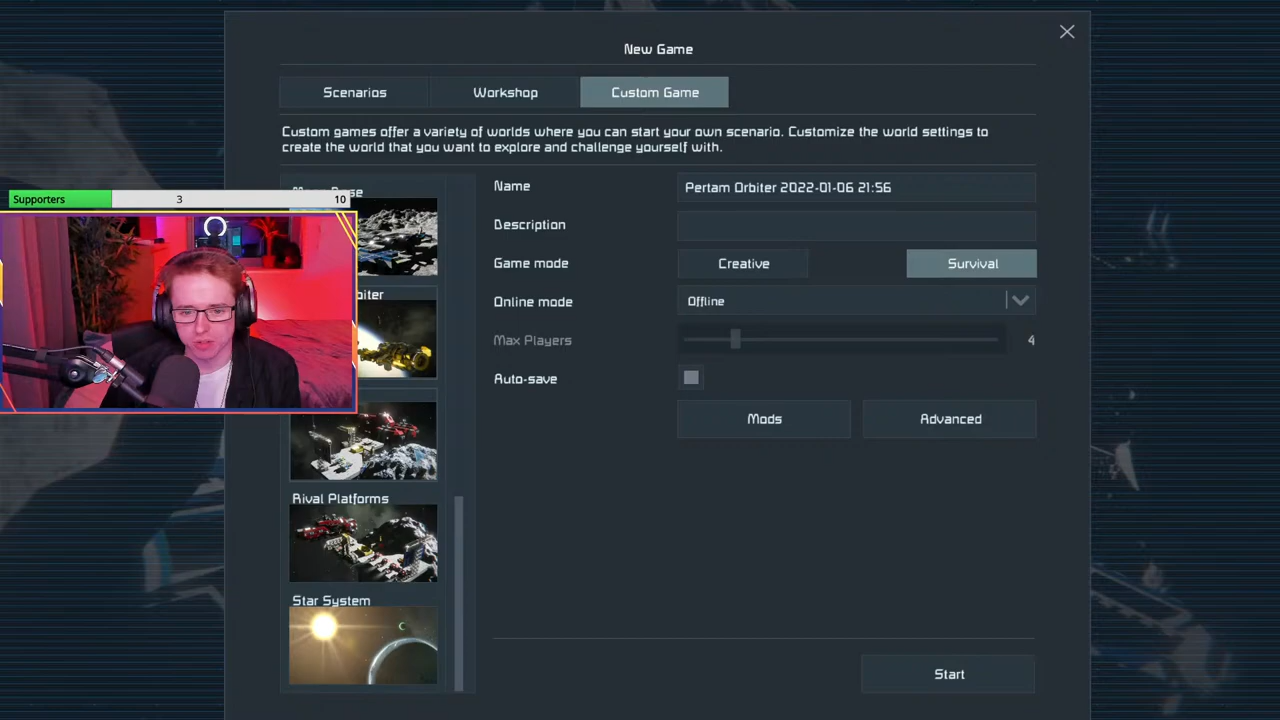 New Game
Scenarios
Workshop
Custom Game
Custom games offer a variety of worlds where you can start your own scenario. Customize the world settings to
create the world that you want to explore and challenge yourself with.
Name
Pertam Orbiter 2022-01-06 21:56
Supporters
3
10
Description
Game mode
Creative
Survival
Online mode
Offline
Max Players
4
Auto-save
Mods
Advanced
Rival Platforms
Star System
Start